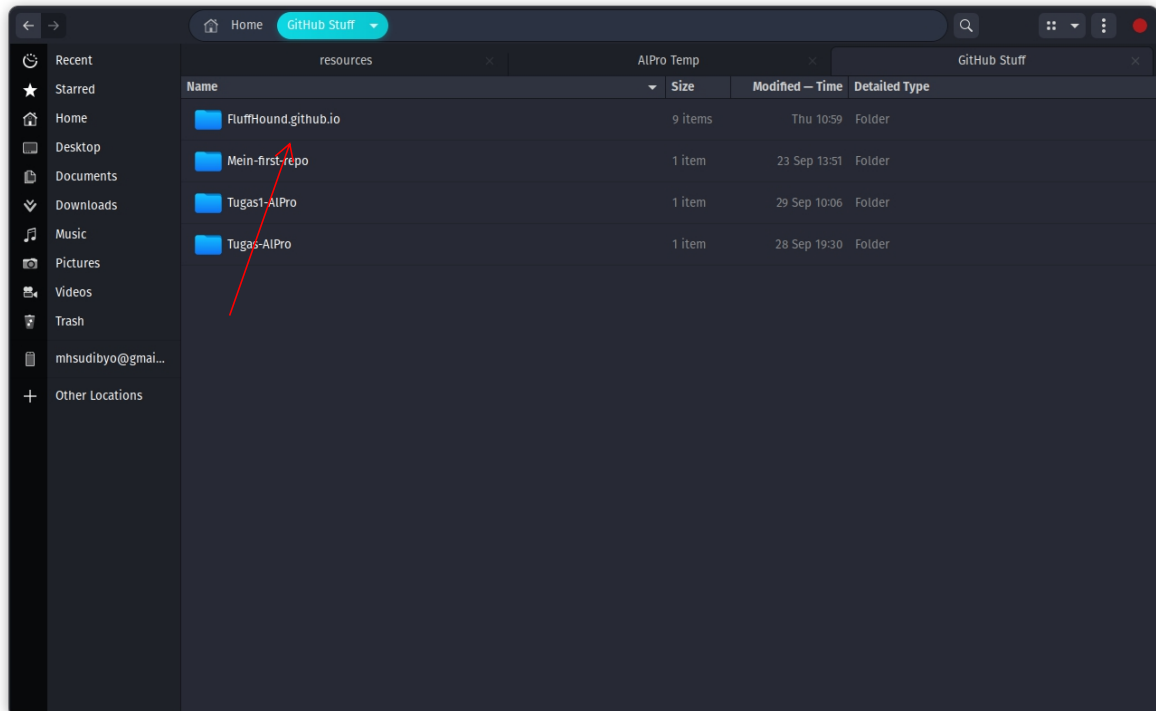 Home GitHub Stuff
resources AlPro Temp GitHub Stuff
Recent
Starred
Home
Desktop
Documents
Downloads
Music
Pictures
Videos
Trash
mhsudibyo@gmai...
Other Locations
Name Size Modified — Time Detailed Type
FluffHound.github.io 9 items Thu 10:59 Folder
Mein-first-repo 1 item 23 Sep 13:51 Folder
Tugas1-AlPro 1 item 29 Sep 10:06 Folder
Tugas-AlPro 1 item 28 Sep 19:30 Folder